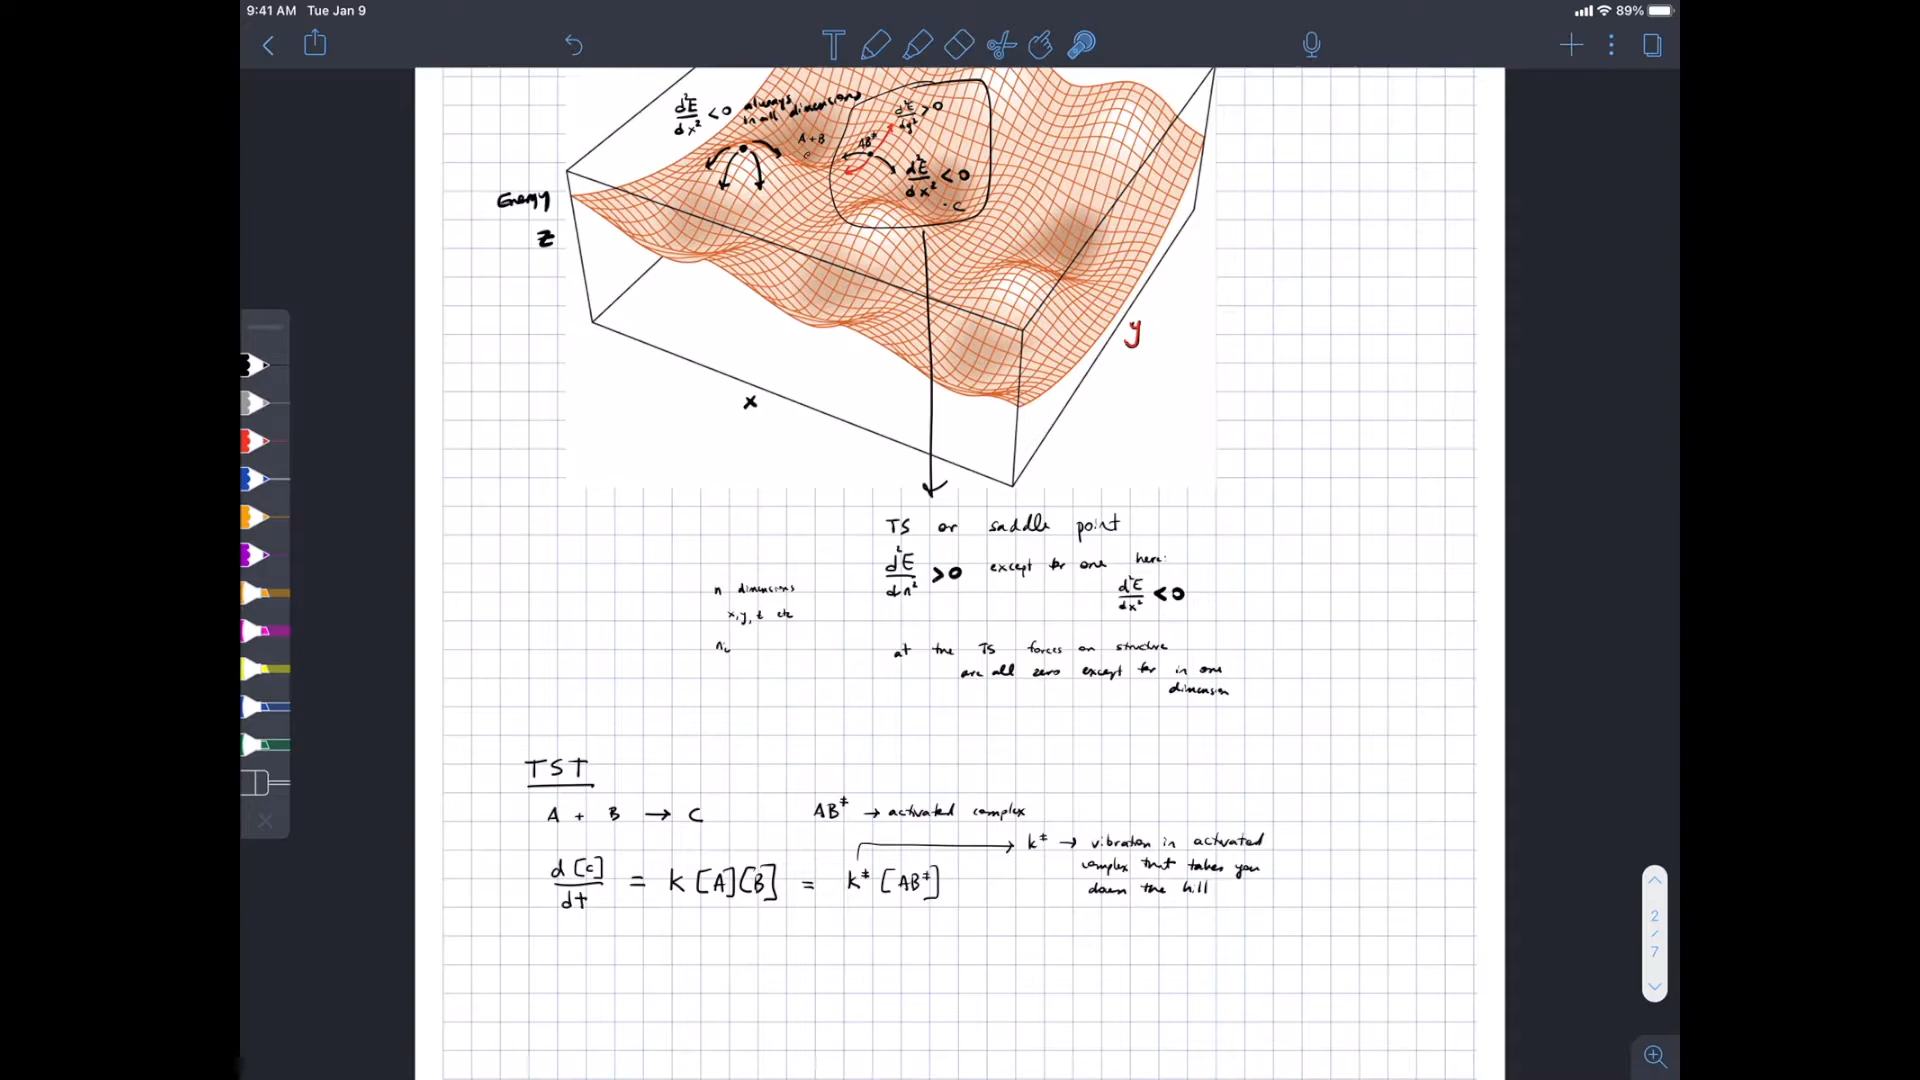 9:41 AM Tue Jan 9
89%
d²E/dx² < 0 always
in all dimensions
A + B
d²E/dy² > 0
AB‡
d²E/dx² < 0
. C
Energy
z
y
x
TS or saddle point
d²E/dn² > 0 except for one here:
d²E/dx² < 0
n dimensions
x, y, z etc
at the TS forces on structure
are all zero except for in one
dimension
TST
A + B → C
AB‡ → activated complex
k‡ → vibration in activated
complex that takes you
down the hill
d[C]/dt = K [A][B] = k‡ [AB‡]
2
/
7